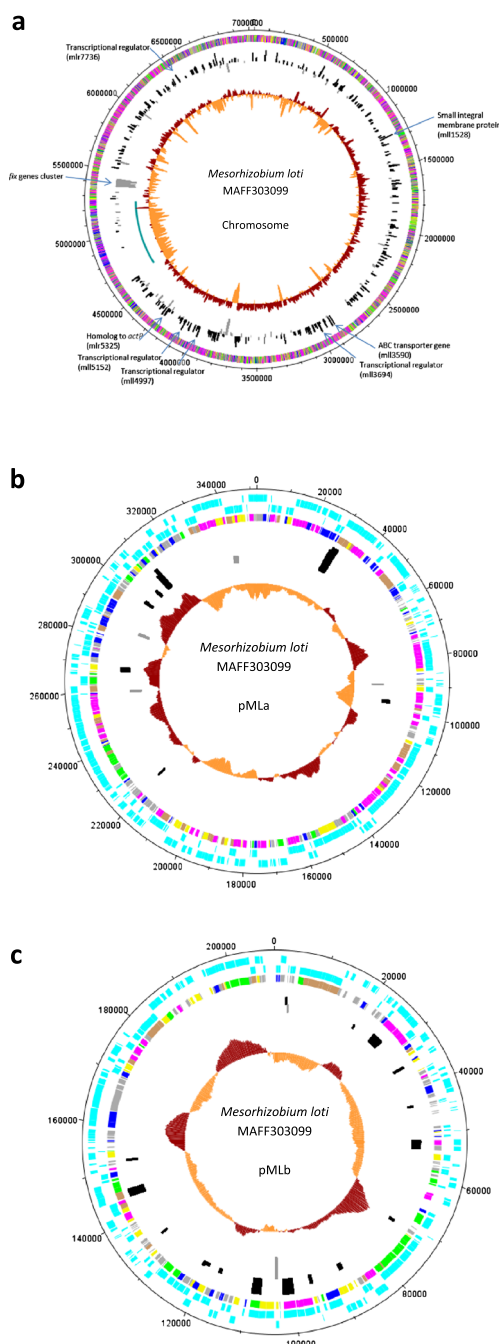 a
7000000
500000
1000000
1500000
2000000
2500000
3000000
3500000
4000000
4500000
5000000
5500000
6000000
6500000
Transcriptional regulator
(mlr7736)
Small integral
membrane protein
(mll1528)
fix genes cluster
Mesorhizobium loti
MAFF303099
Chromosome
Homolog to actR
(mlr5325)
Transcriptional regulator
(mll5152)
Transcriptional regulator
(mll4997)
ABC transporter gene
(mll3590)
Transcriptional regulator
(mll3694)
b
0
20000
40000
60000
80000
100000
120000
140000
160000
180000
200000
220000
240000
260000
280000
300000
320000
340000
Mesorhizobium loti
MAFF303099
pMLa
c
0
20000
40000
60000
80000
100000
120000
140000
160000
180000
200000
Mesorhizobium loti
MAFF303099
pMLb